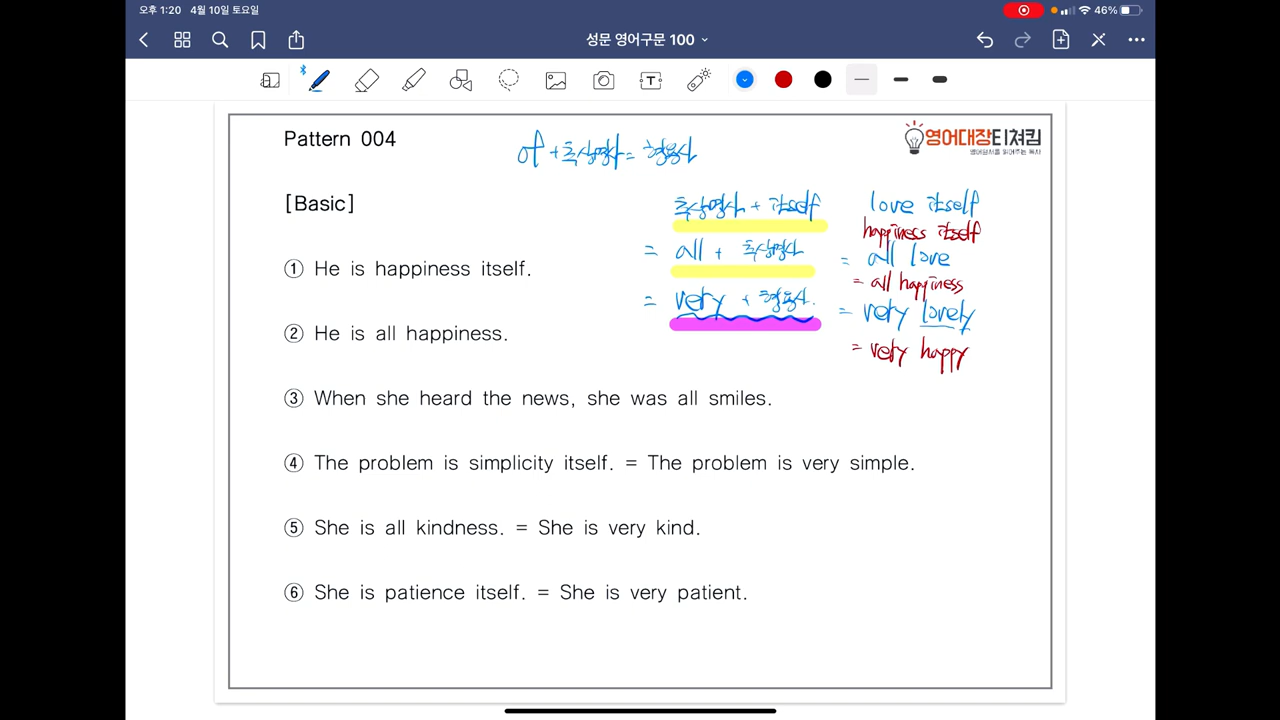 오후 1:20 4월 10일 토요일
46%
성문 영어구문 100
Pattern 004
of + 추상명사 = 형용사
영어대장티쳐킴
[Basic]
추상명사 + itself
love itself
happiness itself
= all + 추상명사
= all love
① He is happiness itself.
= all happiness
= very + 형용사.
= very lovely
② He is all happiness.
= very happy
③ When she heard the news, she was all smiles.
④ The problem is simplicity itself. = The problem is very simple.
⑤ She is all kindness. = She is very kind.
⑥ She is patience itself. = She is very patient.